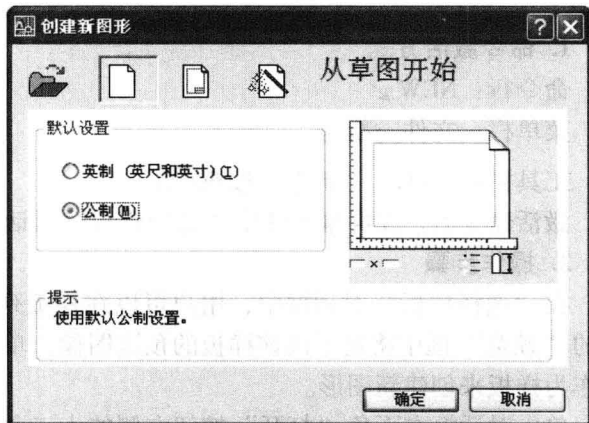 创建新图形
从草图开始
默认设置
英制 (英尺和英寸)(I)
公制(M)
提示
使用默认公制设置。
确定 取消